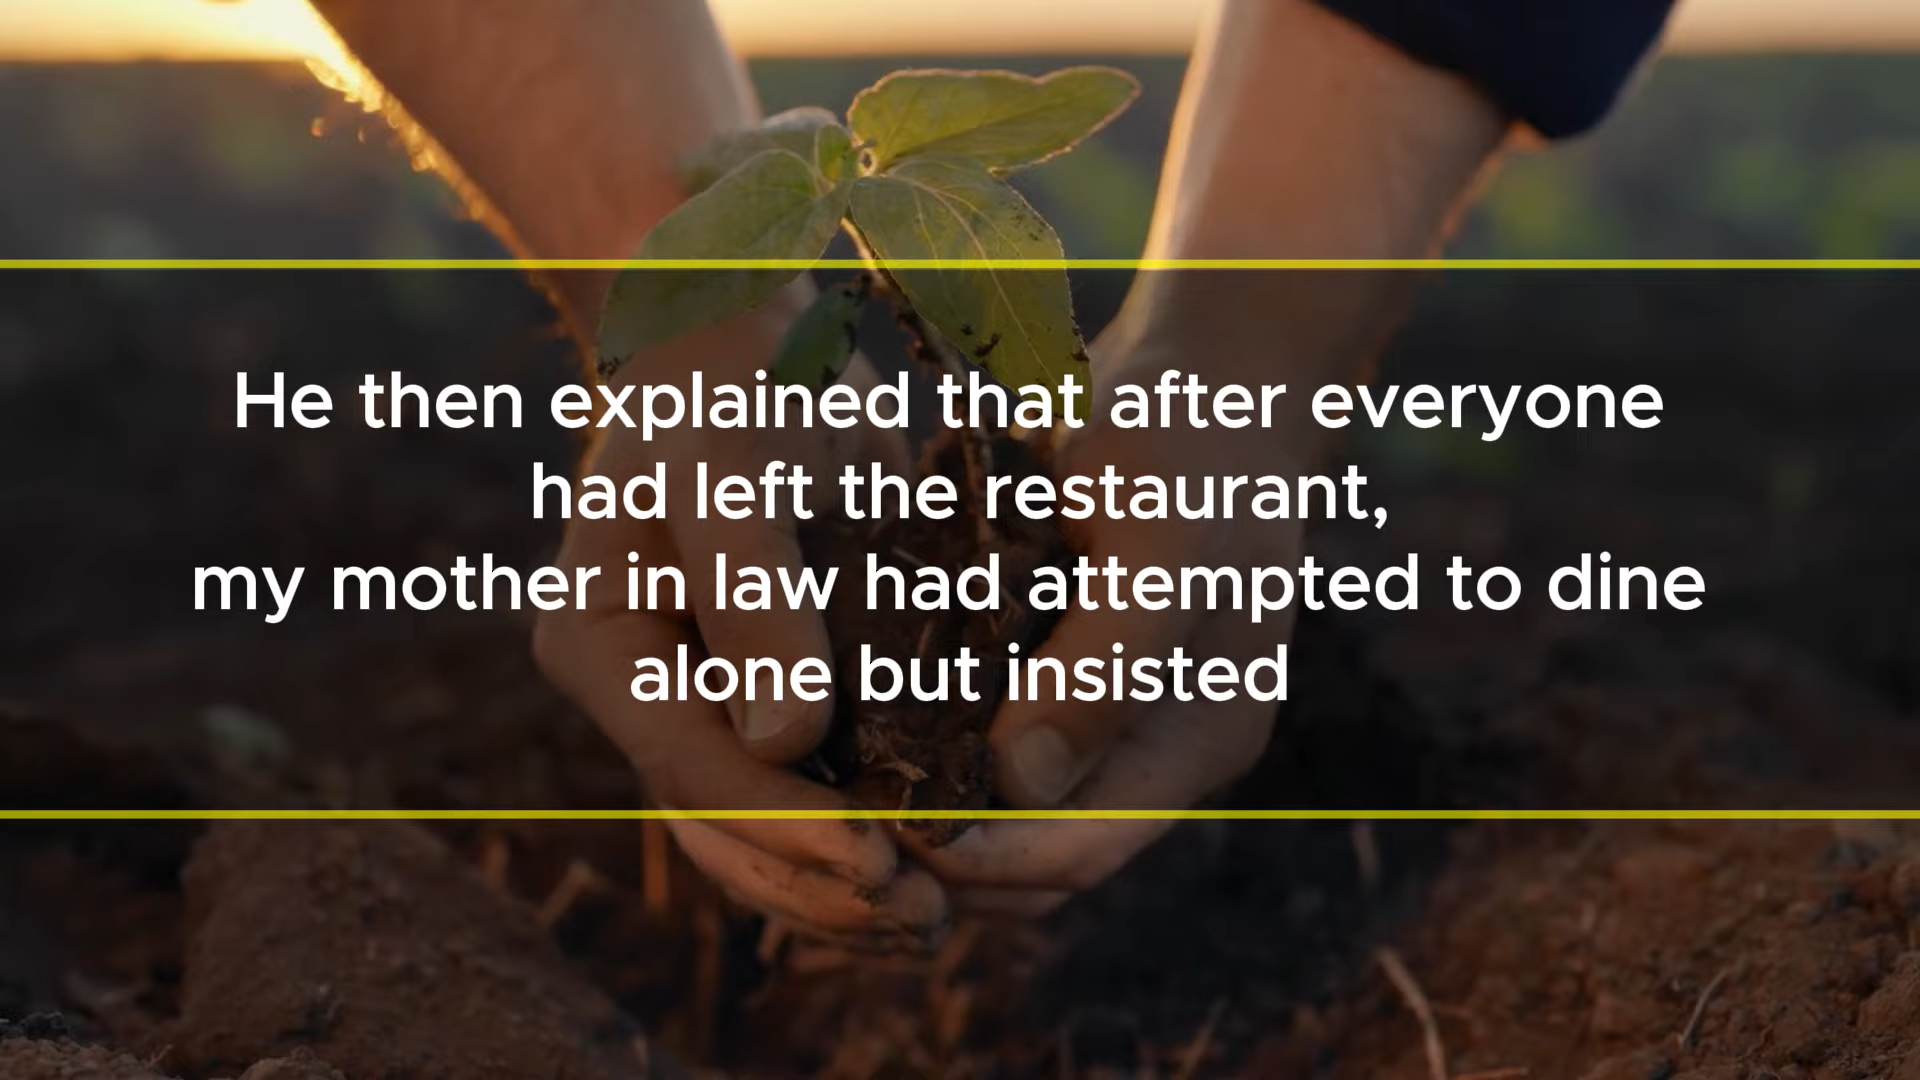 He then explained that after everyone
had left the restaurant,
my mother in law had attempted to dine
alone but insisted